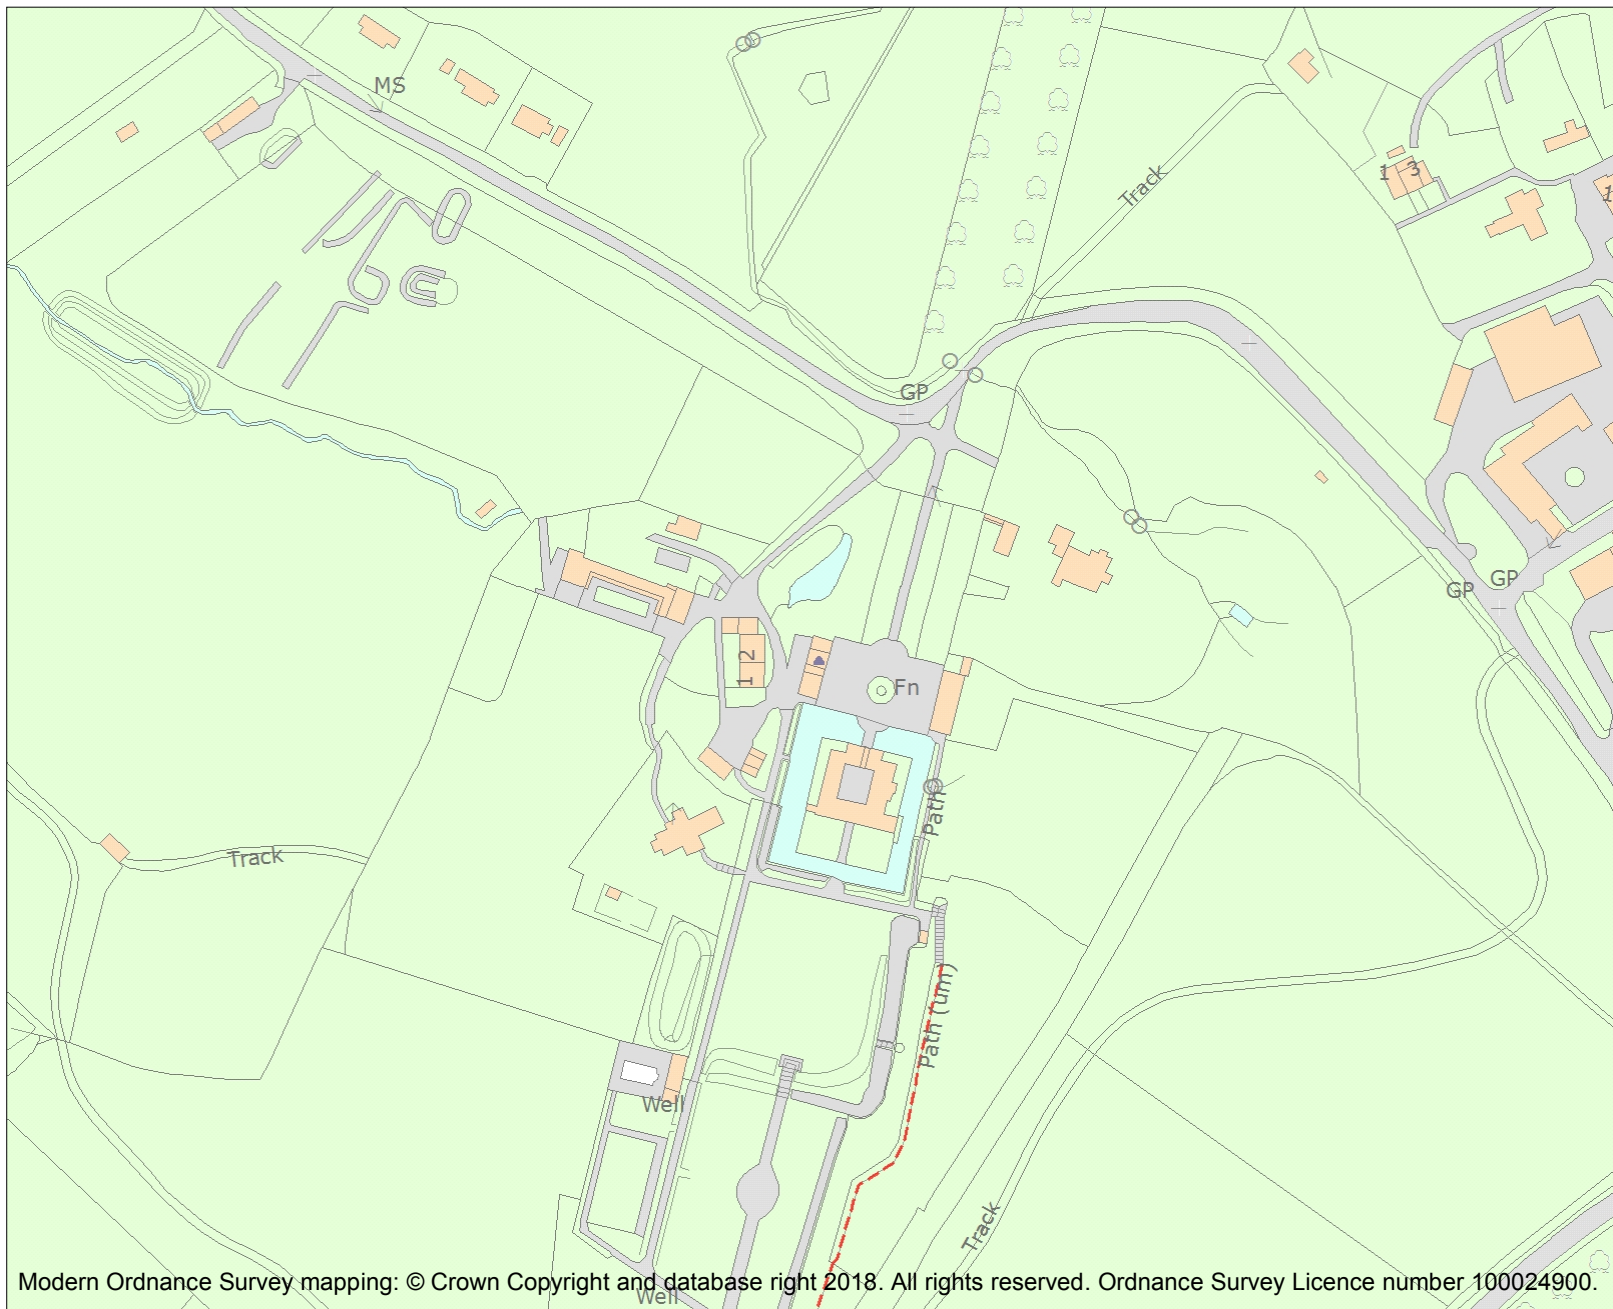 MS
Track
1 3
1
GP
GP
GP
1 2
Fn
Path
Track
Path (um)
Well
Track
Well
Modern Ordnance Survey mapping: © Crown Copyright and database right 2018. All rights reserved. Ordnance Survey Licence number 100024900.